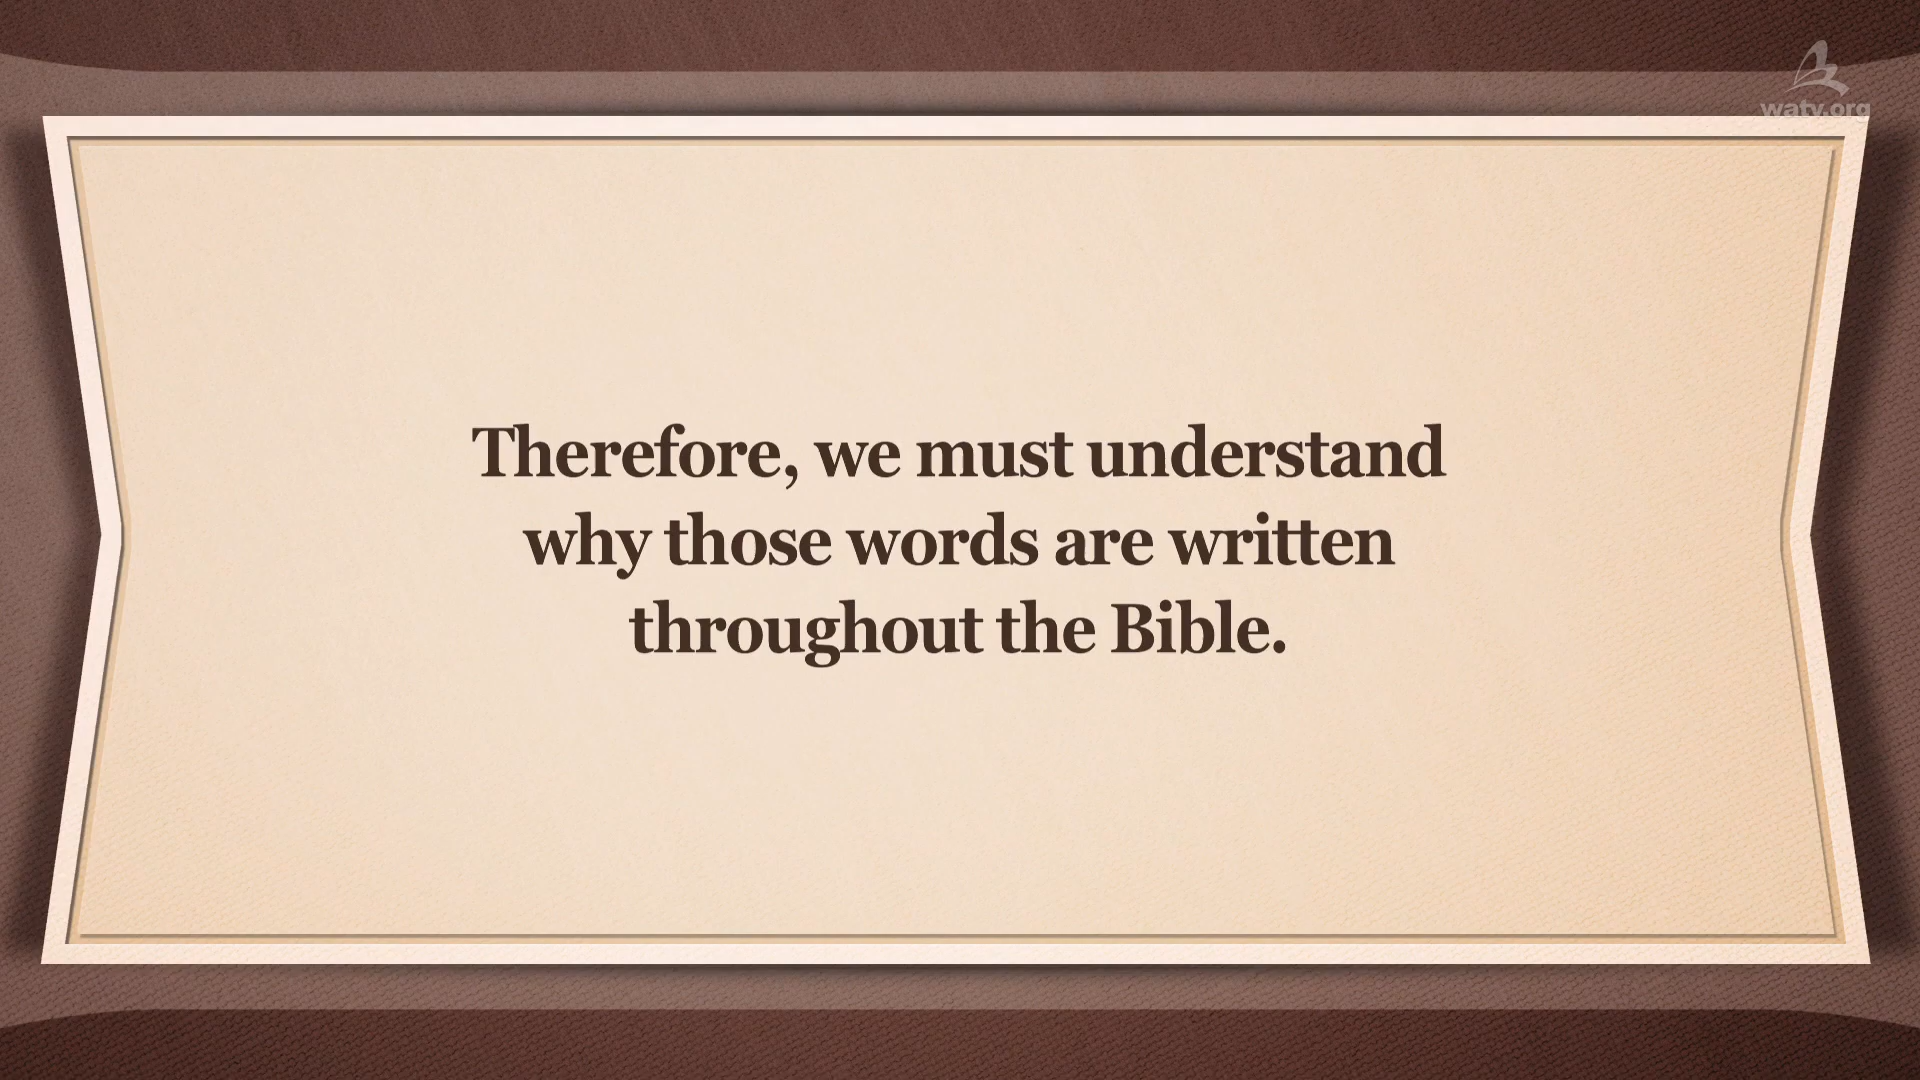 watv.org
Therefore, we must understand
why those words are written
throughout the Bible.